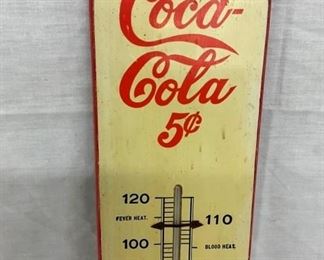 Coca-
Cola
5¢
120
FEVER HEAT.
110
100
BLOOD HEAT.